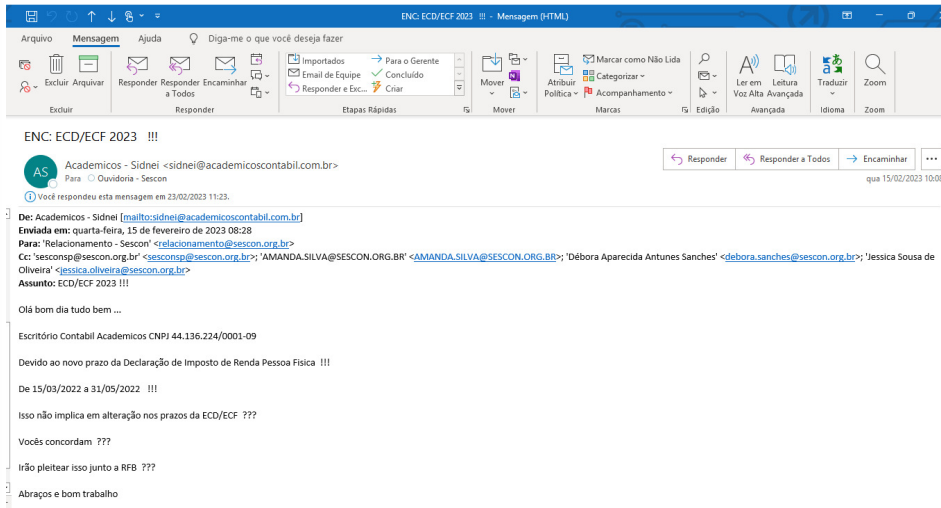 ENC: ECD/ECF 2023 !!! - Mensagem (HTML)
Arquivo Mensagem Ajuda Diga-me o que você deseja fazer
Excluir Arquivar
Responder Responder a Todos Encaminhar
Importados Para o Gerente
Email de Equipe Concluído
Responder e Exc... Criar
Mover
Atribuir Política
Marcar como Não Lida
Categorizar
Acompanhamento
Ler em Voz Alta Leitura Avançada
Traduzir
Zoom
Excluir Responder Etapas Rápidas Mover Marcas Edição Avançada Idioma Zoom
ENC: ECD/ECF 2023 !!!
AS
Academicos - Sidnei <sidnei@academicoscontabil.com.br>
Para Ouvidoria - Sescon
Responder Responder a Todos Encaminhar ...
qua 15/02/2023 10:08
Você respondeu esta mensagem em 23/02/2023 11:23.
De: Academicos - Sidnei [mailto:sidnei@academicoscontabil.com.br]
Enviada em: quarta-feira, 15 de fevereiro de 2023 08:28
Para: 'Relacionamento - Sescon' <relacionamento@sescon.org.br>
Cc: 'sesconsp@sescon.org.br' <sesconsp@sescon.org.br>; 'AMANDA.SILVA@SESCON.ORG.BR' <AMANDA.SILVA@SESCON.ORG.BR>; 'Débora Aparecida Antunes Sanches' <debora.sanches@sescon.org.br>; 'Jessica Sousa de
Oliveira' <jessica.oliveira@sescon.org.br>
Assunto: ECD/ECF 2023 !!!
Olá bom dia tudo bem ...
Escritório Contabil Academicos CNPJ 44.136.224/0001-09
Devido ao novo prazo da Declaração de Imposto de Renda Pessoa Fisica !!!
De 15/03/2022 a 31/05/2022 !!!
Isso não implica em alteração nos prazos da ECD/ECF ???
Vocês concordam ???
Irão pleitear isso junto a RFB ???
Abraços e bom trabalho